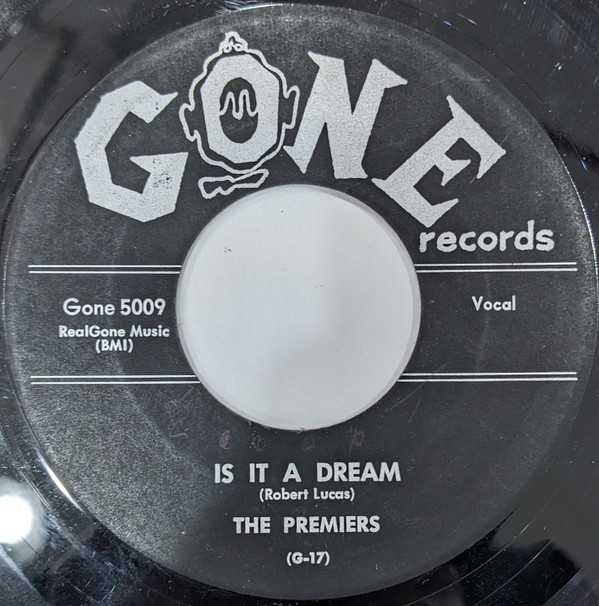 GONE
records
Gone 5009
Vocal
RealGone Music
(BMI)
IS IT A DREAM
(Robert Lucas)
THE PREMIERS
(G-17)